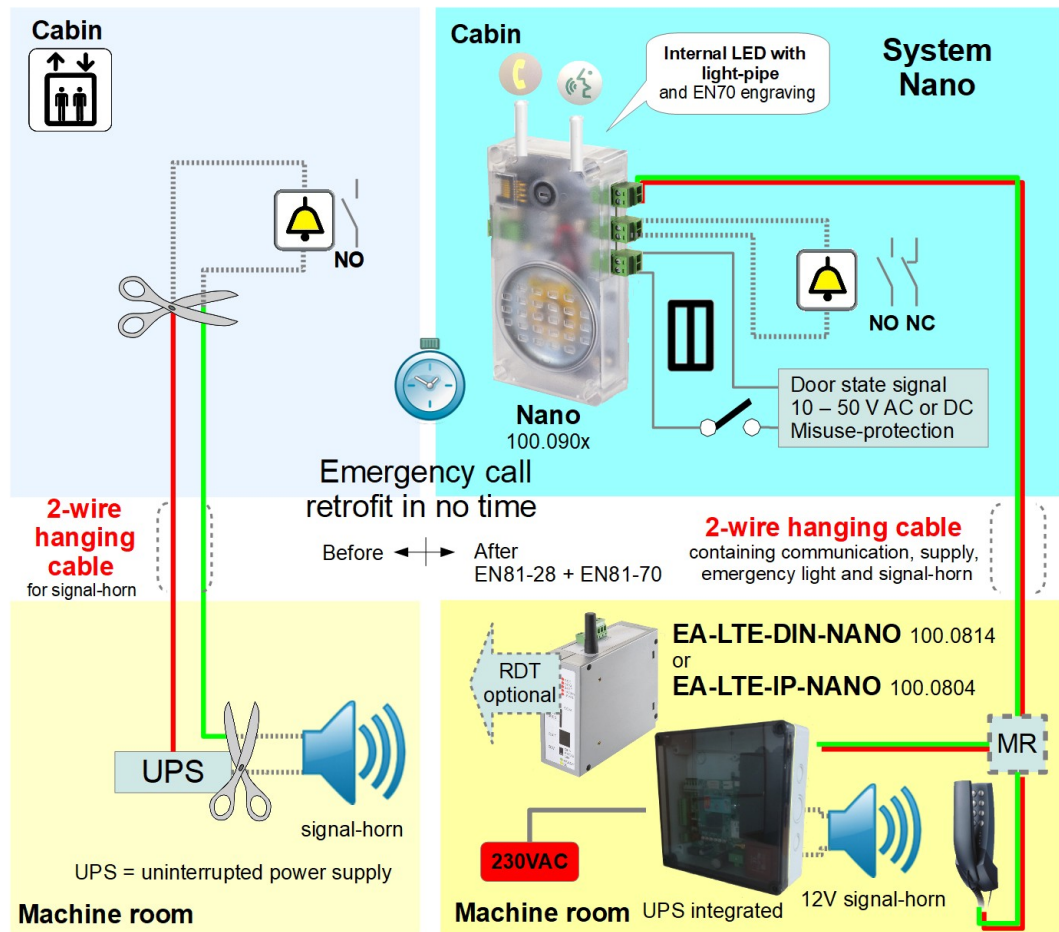 Cabin
NO
2-wire
hanging
cable
for signal-horn
UPS
signal-horn
UPS = uninterrupted power supply
Machine room
Emergency call
retrofit in no time
Before
After
EN81-28 + EN81-70
Cabin
Internal LED with
light-pipe
and EN70 engraving
System
Nano
NO NC
Door state signal
10 – 50 V AC or DC
Misuse-protection
Nano
100.090x
2-wire hanging cable
containing communication, supply,
emergency light and signal-horn
EA-LTE-DIN-NANO 100.0814
or
EA-LTE-IP-NANO 100.0804
RDT
optional
MR
230VAC
UPS integrated
12V signal-horn
Machine room